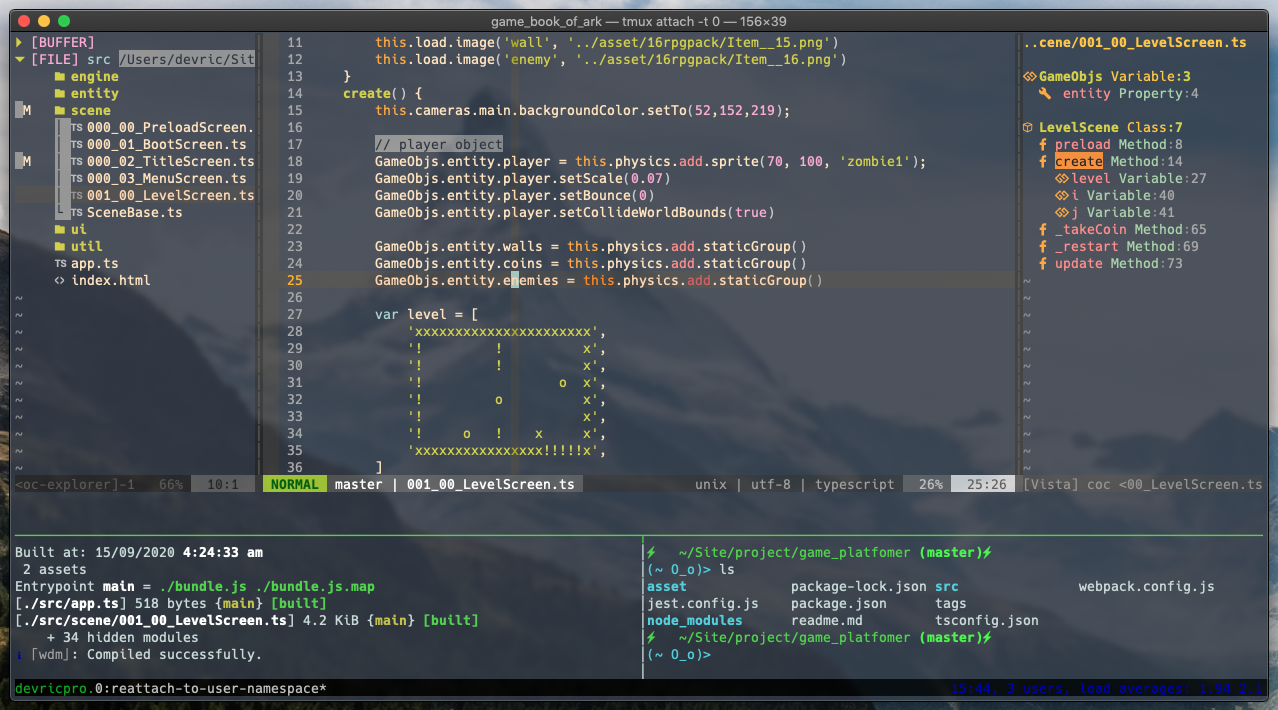 game_book_of_ark — tmux attach -t 0 — 156×39
[BUFFER]
[FILE] src /Users/devric/Sit
engine
entity
M scene
TS 000_00_PreloadScreen.
TS 000_01_BootScreen.ts
M TS 000_02_TitleScreen.ts
TS 000_03_MenuScreen.ts
TS 001_00_LevelScreen.ts
TS SceneBase.ts
ui
util
TS app.ts
<> index.html
~
~
~
~
~
~
~
~
~
~
~
<oc-explorer]-1 66% 10:1
11 this.load.image('wall', '../asset/16rpgpack/Item__15.png')
12 this.load.image('enemy', '../asset/16rpgpack/Item__16.png')
13 }
14 create() {
15 this.cameras.main.backgroundColor.setTo(52,152,219);
16
17 // player object
18 GameObjs.entity.player = this.physics.add.sprite(70, 100, 'zombie1');
19 GameObjs.entity.player.setScale(0.07)
20 GameObjs.entity.player.setBounce(0)
21 GameObjs.entity.player.setCollideWorldBounds(true)
22
23 GameObjs.entity.walls = this.physics.add.staticGroup()
24 GameObjs.entity.coins = this.physics.add.staticGroup()
25 GameObjs.entity.enemies = this.physics.add.staticGroup()
26
27 var level = [
28 'xxxxxxxxxxxxxxxxxxxxxx',
29 '!         !          x',
30 '!         !          x',
31 '!                 o  x',
32 '!         o          x',
33 '!                    x',
34 '!     o   !    x     x',
35 'xxxxxxxxxxxxxxxx!!!!!x',
36 ]
NORMAL master | 001_00_LevelScreen.ts unix | utf-8 | typescript 26% 25:26
..cene/001_00_LevelScreen.ts
GameObjs Variable:3
entity Property:4
LevelScene Class:7
f preload Method:8
f create Method:14
level Variable:27
i Variable:40
j Variable:41
f _takeCoin Method:65
f _restart Method:69
f update Method:73
~
~
~
~
~
~
~
~
~
~
~
~
[Vista] coc <00_LevelScreen.ts
Built at: 15/09/2020 4:24:33 am
2 assets
Entrypoint main = ./bundle.js ./bundle.js.map
[./src/app.ts] 518 bytes {main} [built]
[./src/scene/001_00_LevelScreen.ts] 4.2 KiB {main} [built]
+ 34 hidden modules
ℹ ｢wdm｣: Compiled successfully.
⚡ ~/Site/project/game_platfomer (master)⚡
(~ O_o)> ls
asset package-lock.json src webpack.config.js
jest.config.js package.json tags
node_modules readme.md tsconfig.json
⚡ ~/Site/project/game_platfomer (master)⚡
(~ O_o)>
devricpro.0:reattach-to-user-namespace*
15:44, 2 users, load averages: 1.94 2.1